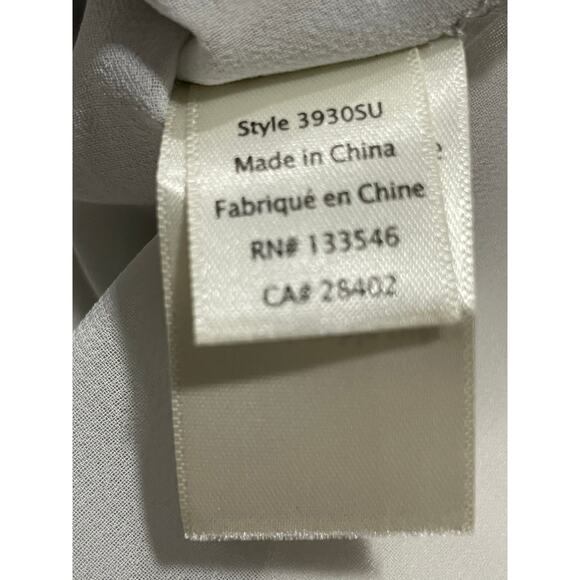 Style 3930SU
Made in China
Fabriqué en Chine
RN# 133546
CA# 28402